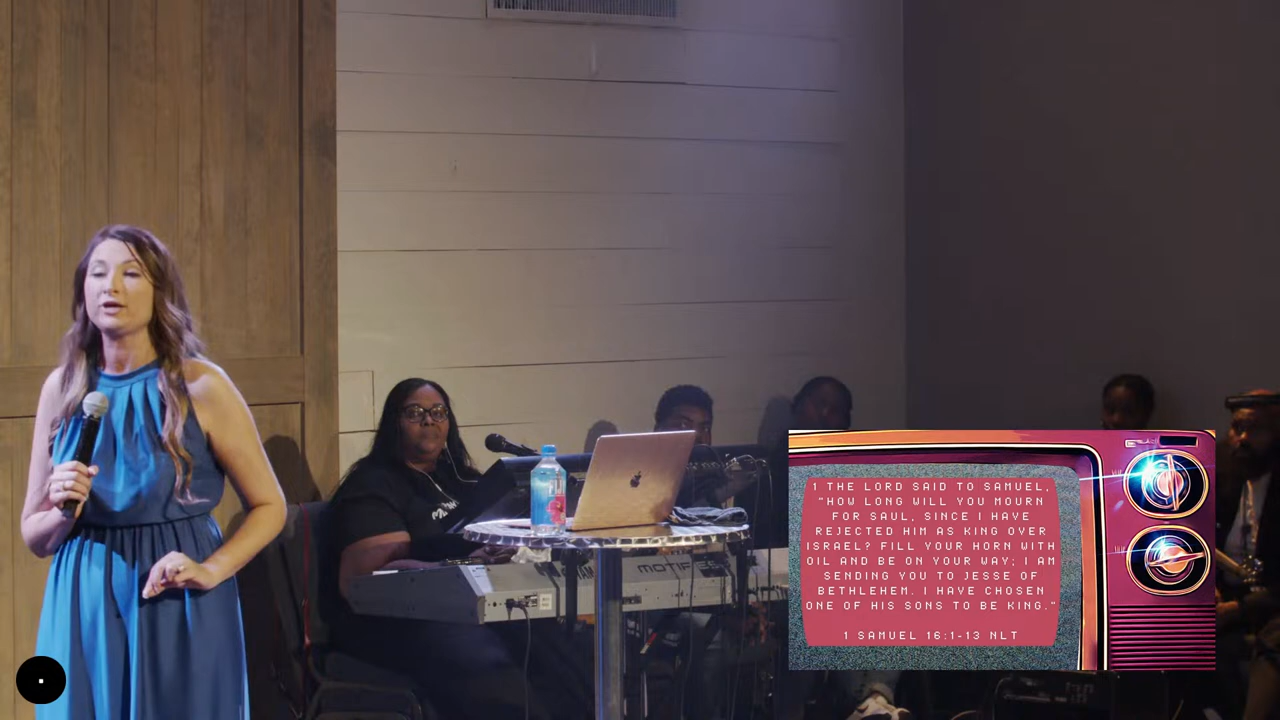 1 THE LORD SAID TO SAMUEL,
"HOW LONG WILL YOU MOURN
FOR SAUL, SINCE I HAVE
REJECTED HIM AS KING OVER
ISRAEL? FILL YOUR HORN WITH
OIL AND BE ON YOUR WAY; I AM
SENDING YOU TO JESSE OF
BETHLEHEM. I HAVE CHOSEN
ONE OF HIS SONS TO BE KING."
1 SAMUEL 16:1-13 NLT
MOTIF